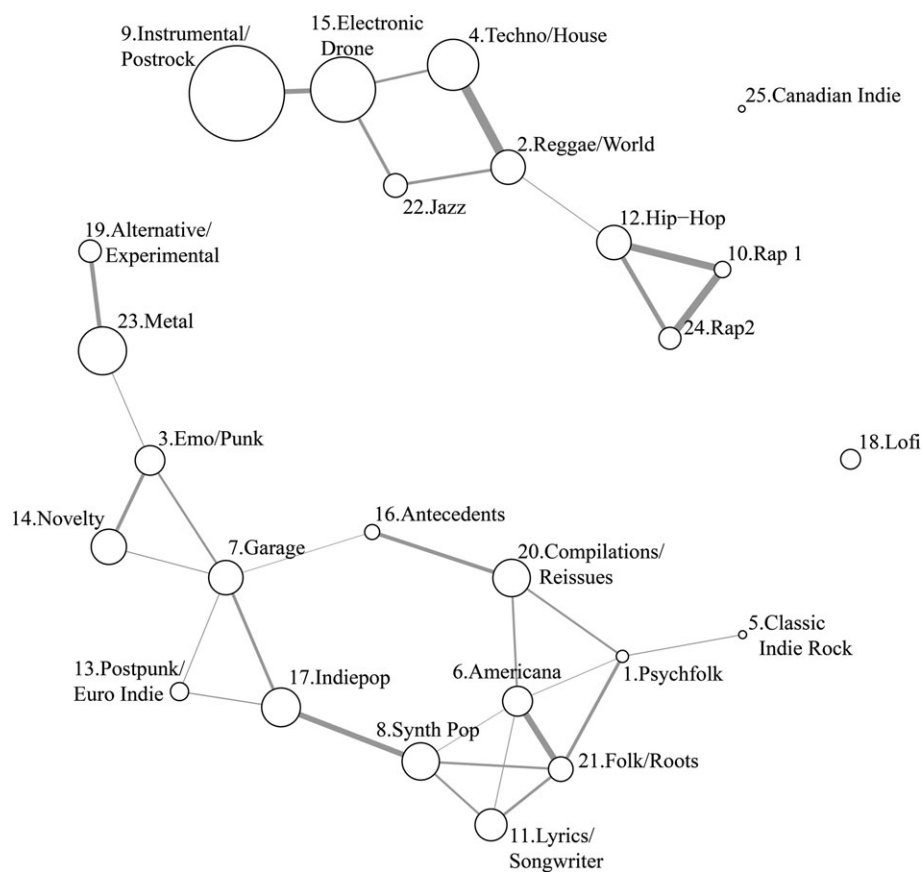 9.Instrumental/
Postrock
15.Electronic
Drone
4.Techno/House
25.Canadian Indie
2.Reggae/World
22.Jazz
12.Hip−Hop
10.Rap 1
24.Rap2
19.Alternative/
Experimental
23.Metal
3.Emo/Punk
18.Lofi
14.Novelty
7.Garage
16.Antecedents
20.Compilations/
Reissues
5.Classic
Indie Rock
13.Postpunk/
Euro Indie
17.Indiepop
6.Americana
1.Psychfolk
8.Synth Pop
21.Folk/Roots
11.Lyrics/
Songwriter